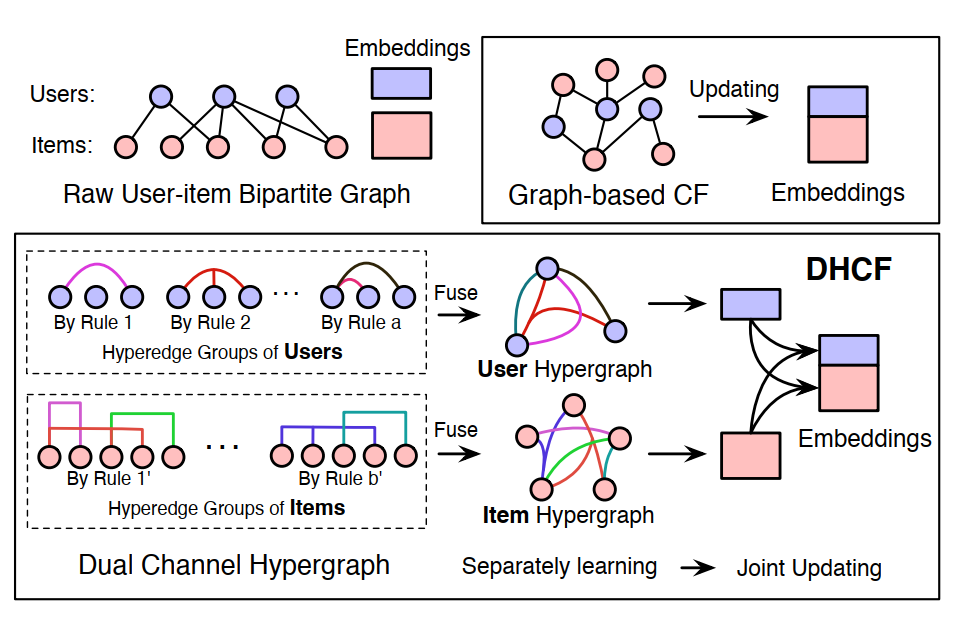 Embeddings
Users:
Items:
Raw User-item Bipartite Graph
Updating
Graph-based CF
Embeddings
DHCF
By Rule 1
By Rule 2
...
By Rule a
Hyperedge Groups of Users
Fuse
User Hypergraph
By Rule 1'
...
By Rule b'
Hyperedge Groups of Items
Fuse
Item Hypergraph
Embeddings
Dual Channel Hypergraph
Separately learning
Joint Updating